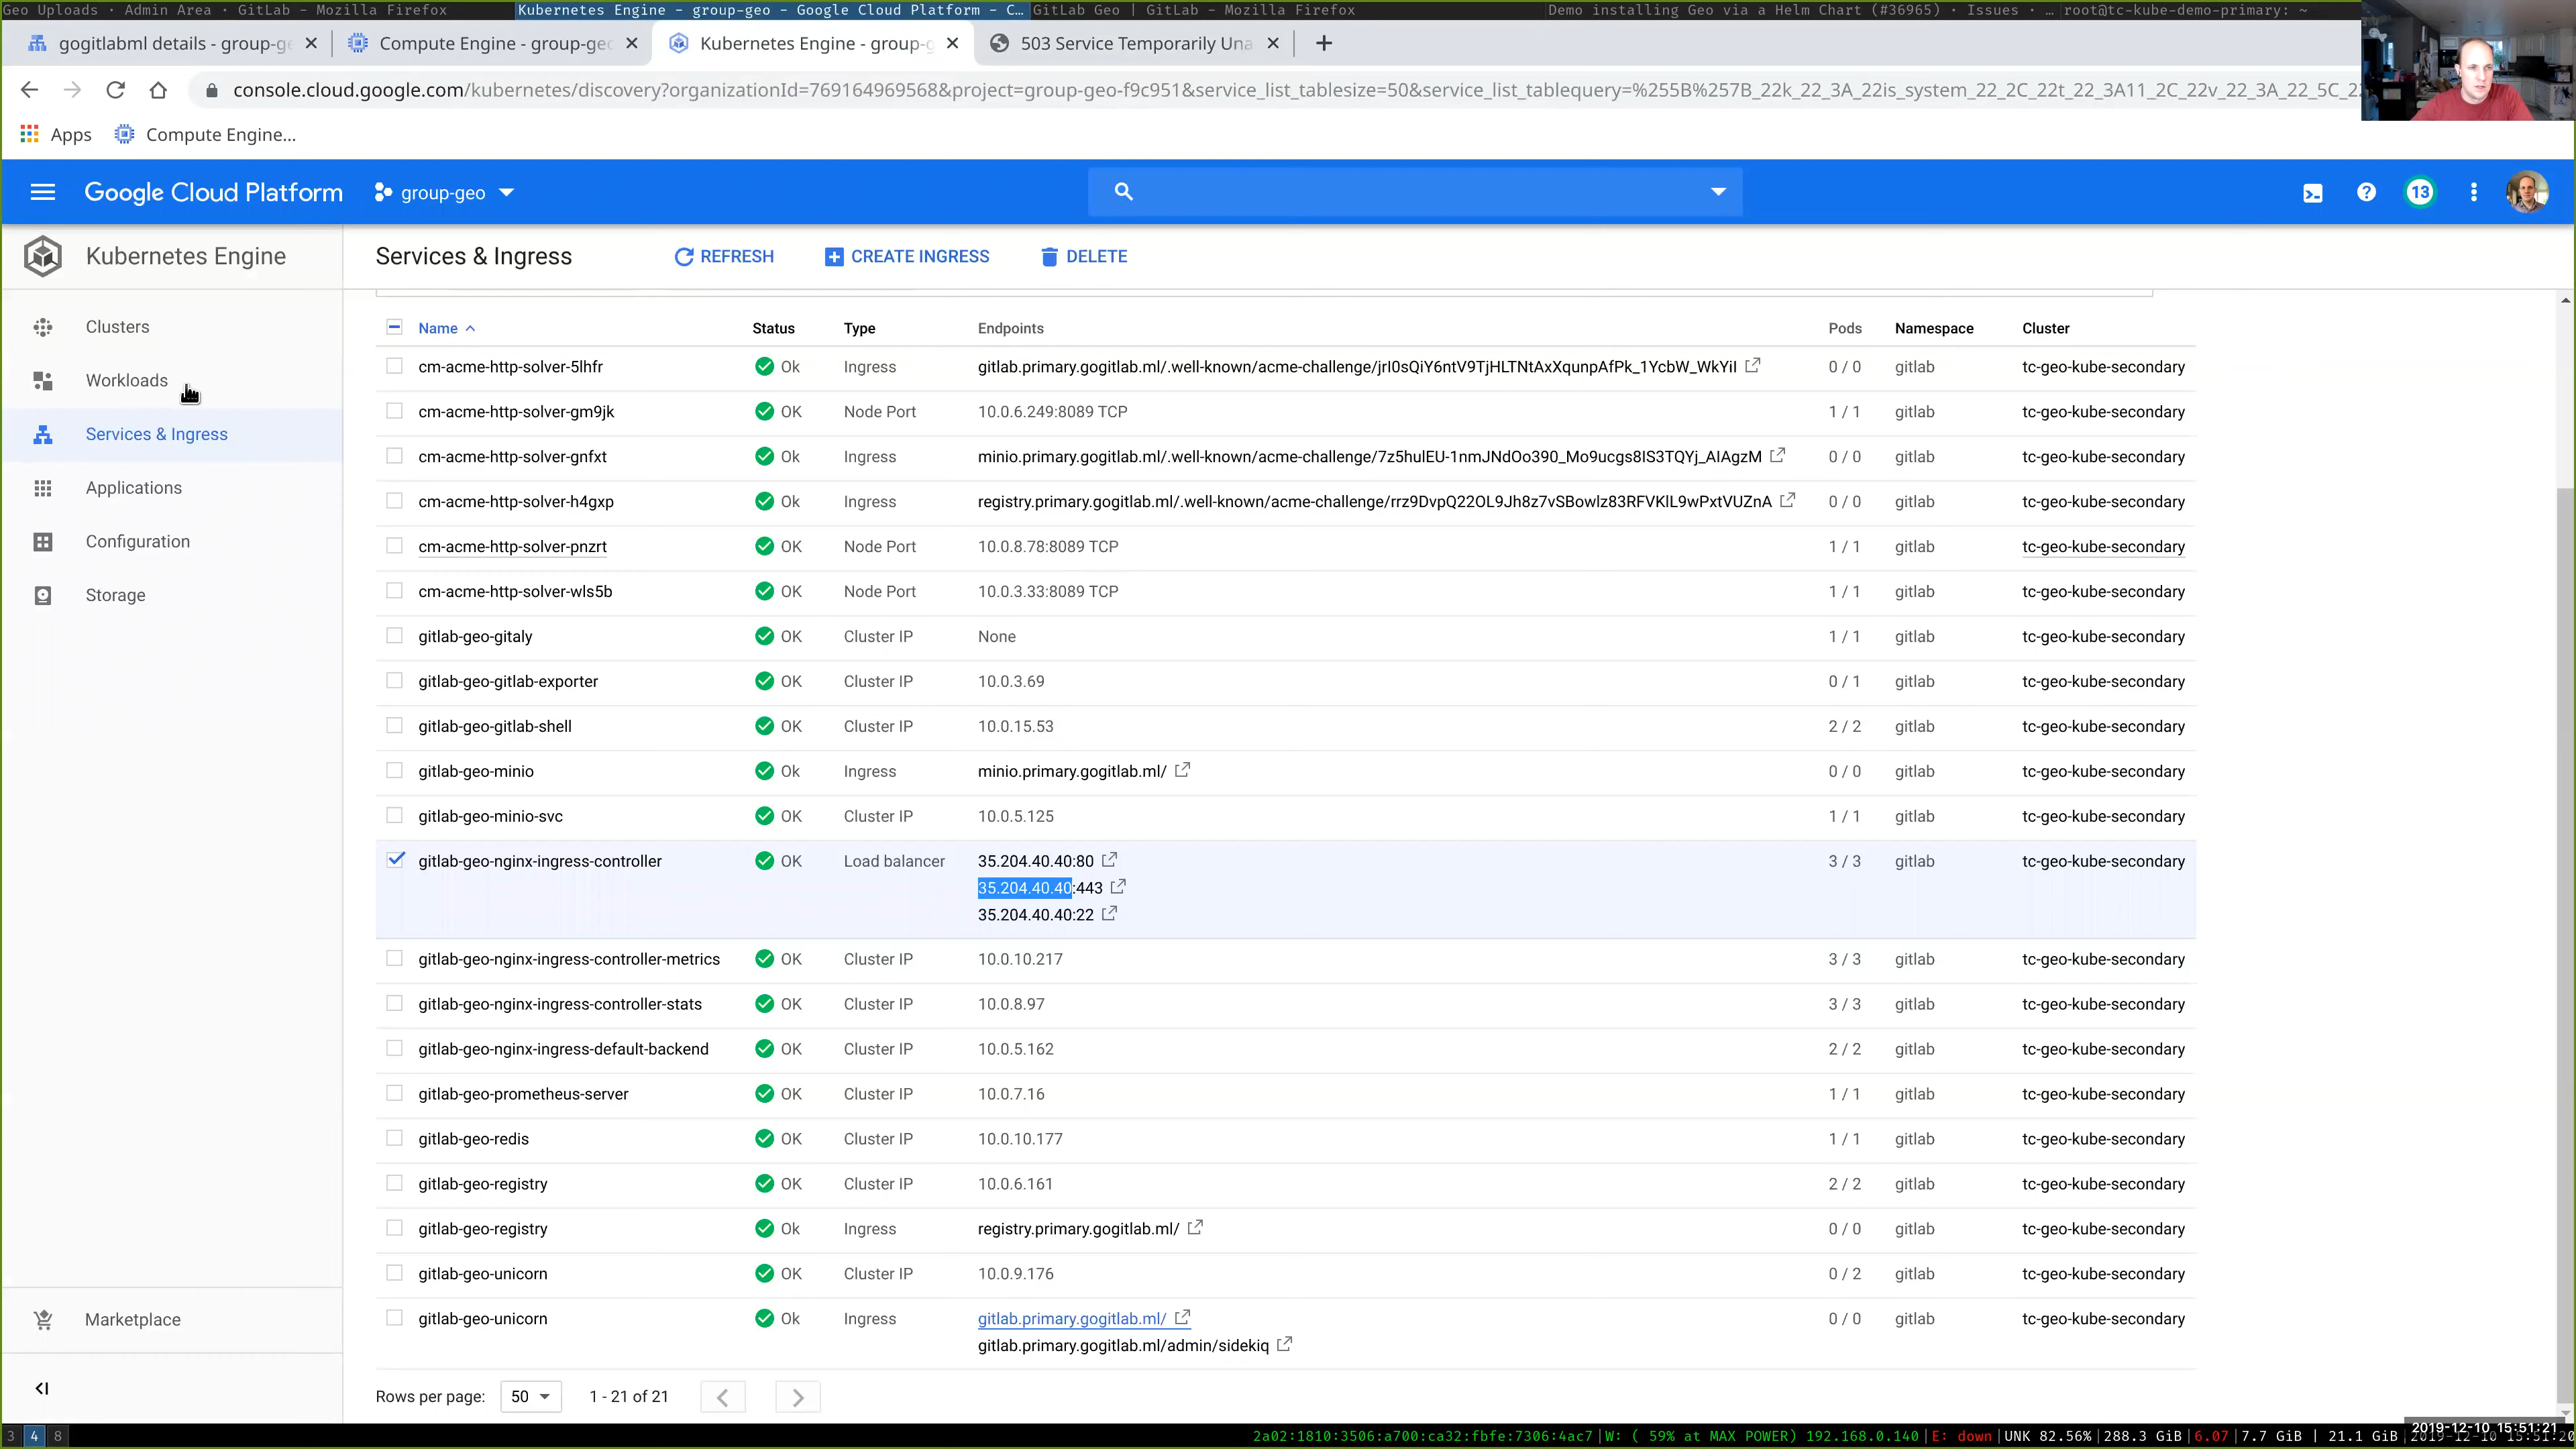 Geo Uploads · Admin Area · GitLab - Mozilla Firefox
Kubernetes Engine - group-geo - Google Cloud Platform - C…
GitLab Geo | GitLab - Mozilla Firefox
Demo installing Geo via a Helm Chart (#36965) · Issues · …
root@tc-kube-demo-primary: ~
gogitlabml details - group-ge
Compute Engine - group-geo
Kubernetes Engine - group-g
503 Service Temporarily Una
console.cloud.google.com/kubernetes/discovery?organizationId=769164969568&project=group-geo-f9c951&service_list_tablesize=50&service_list_tablequery=%255B%257B_22k_22_3A_22is_system_22_2C_22t_22_3A11_2C_22v_22_3A_22_5C_22
Apps
Compute Engine...
Google Cloud Platform
group-geo
13
Kubernetes Engine
Services & Ingress
REFRESH
CREATE INGRESS
DELETE
Clusters
Workloads
Services & Ingress
Applications
Configuration
Storage
Marketplace
Name Status Type Endpoints Pods Namespace Cluster
cm-acme-http-solver-5lhfr Ok Ingress gitlab.primary.gogitlab.ml/.well-known/acme-challenge/jrI0sQiY6ntV9TjHLTNtAxXqunpAfPk_1YcbW_WkYiI 0 / 0 gitlab tc-geo-kube-secondary
cm-acme-http-solver-gm9jk OK Node Port 10.0.6.249:8089 TCP 1 / 1 gitlab tc-geo-kube-secondary
cm-acme-http-solver-gnfxt Ok Ingress minio.primary.gogitlab.ml/.well-known/acme-challenge/7z5hulEU-1nmJNdOo390_Mo9ucgs8IS3TQYj_AIAgzM 0 / 0 gitlab tc-geo-kube-secondary
cm-acme-http-solver-h4gxp Ok Ingress registry.primary.gogitlab.ml/.well-known/acme-challenge/rrz9DvpQ22OL9Jh8z7vSBowlz83RFVKlL9wPxtVUZnA 0 / 0 gitlab tc-geo-kube-secondary
cm-acme-http-solver-pnzrt OK Node Port 10.0.8.78:8089 TCP 1 / 1 gitlab tc-geo-kube-secondary
cm-acme-http-solver-wls5b OK Node Port 10.0.3.33:8089 TCP 1 / 1 gitlab tc-geo-kube-secondary
gitlab-geo-gitaly OK Cluster IP None 1 / 1 gitlab tc-geo-kube-secondary
gitlab-geo-gitlab-exporter OK Cluster IP 10.0.3.69 0 / 1 gitlab tc-geo-kube-secondary
gitlab-geo-gitlab-shell OK Cluster IP 10.0.15.53 2 / 2 gitlab tc-geo-kube-secondary
gitlab-geo-minio Ok Ingress minio.primary.gogitlab.ml/ 0 / 0 gitlab tc-geo-kube-secondary
gitlab-geo-minio-svc OK Cluster IP 10.0.5.125 1 / 1 gitlab tc-geo-kube-secondary
gitlab-geo-nginx-ingress-controller OK Load balancer 35.204.40.40:80 3 / 3 gitlab tc-geo-kube-secondary
35.204.40.40:443
35.204.40.40:22
gitlab-geo-nginx-ingress-controller-metrics OK Cluster IP 10.0.10.217 3 / 3 gitlab tc-geo-kube-secondary
gitlab-geo-nginx-ingress-controller-stats OK Cluster IP 10.0.8.97 3 / 3 gitlab tc-geo-kube-secondary
gitlab-geo-nginx-ingress-default-backend OK Cluster IP 10.0.5.162 2 / 2 gitlab tc-geo-kube-secondary
gitlab-geo-prometheus-server OK Cluster IP 10.0.7.16 1 / 1 gitlab tc-geo-kube-secondary
gitlab-geo-redis OK Cluster IP 10.0.10.177 1 / 1 gitlab tc-geo-kube-secondary
gitlab-geo-registry OK Cluster IP 10.0.6.161 2 / 2 gitlab tc-geo-kube-secondary
gitlab-geo-registry Ok Ingress registry.primary.gogitlab.ml/ 0 / 0 gitlab tc-geo-kube-secondary
gitlab-geo-unicorn OK Cluster IP 10.0.9.176 0 / 2 gitlab tc-geo-kube-secondary
gitlab-geo-unicorn Ok Ingress gitlab.primary.gogitlab.ml/ 0 / 0 gitlab tc-geo-kube-secondary
gitlab.primary.gogitlab.ml/admin/sidekiq
Rows per page: 50 1 - 21 of 21
2019-12-10 15:51:21
3 4 8
2a02:1810:3506:a700:ca32:fbfe:7306:4ac7|W: ( 59% at MAX POWER) 192.168.0.140|E: down|UNK 82.56%|288.3 GiB|6.07|7.7 GiB | 21.1 GiB